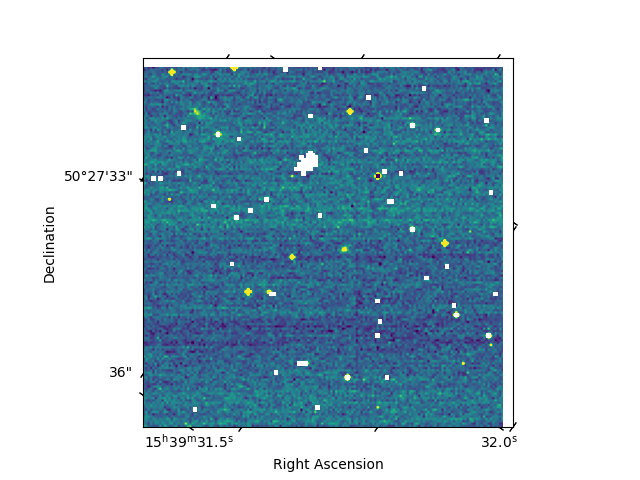 50°27'33"
Declination
36"
15ʰ39ᵐ31.5ˢ
32.0ˢ
Right Ascension